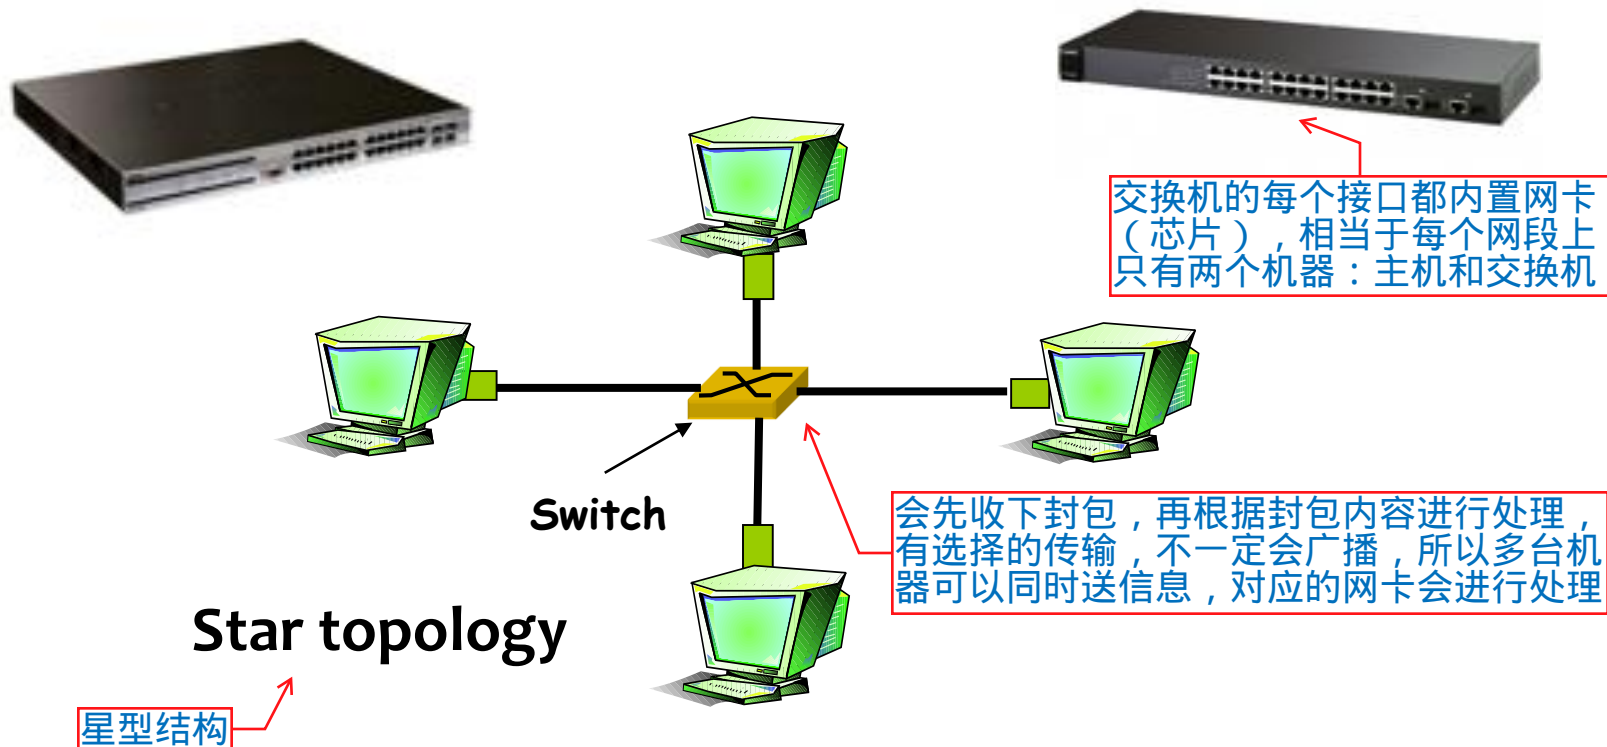 交换机的每个接口都内置网卡
（芯片），相当于每个网段上
只有两个机器：主机和交换机
Switch
会先收下封包，再根据封包内容进行处理，
有选择的传输，不一定会广播，所以多台机
器可以同时送信息，对应的网卡会进行处理
Star topology
星型结构